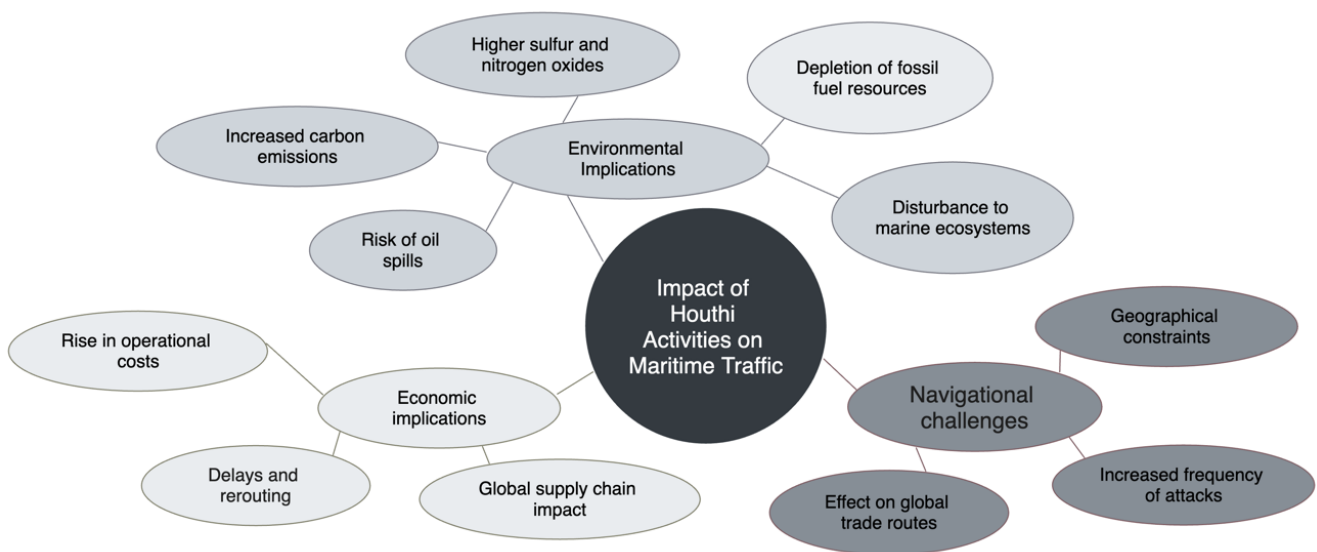 Higher sulfur and
nitrogen oxides
Depletion of fossil
fuel resources
Increased carbon
emissions
Environmental
Implications
Risk of oil
spills
Disturbance to
marine ecosystems
Impact of
Houthi
Activities on
Maritime Traffic
Rise in operational
costs
Economic
implications
Delays and
rerouting
Global supply chain
impact
Geographical
constraints
Navigational
challenges
Increased frequency
of attacks
Effect on global
trade routes